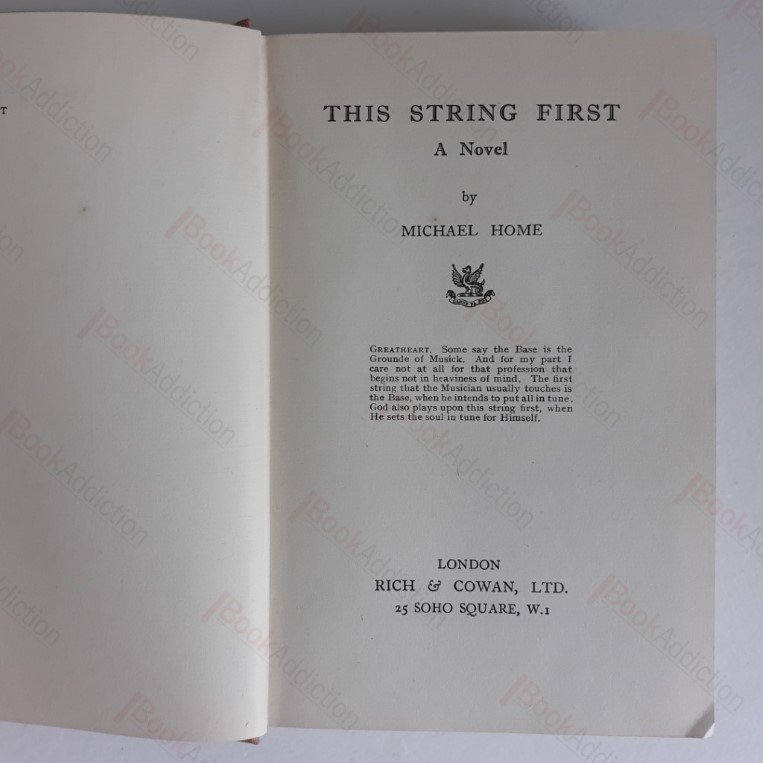 T
THIS STRING FIRST
A Novel
by
MICHAEL HOME
GREATHEART. Some say the Base is the
Grounde of Musick. And for my part I
care not at all for that profession that
begins not in heaviness of mind. The first
string that the Musician usually touches is
the Base, when he intends to put all in tune.
God also plays upon this string first, when
He sets the soul in tune for Himself.
LONDON
RICH & COWAN, LTD.
25 SOHO SQUARE, W.1
BookAddiction